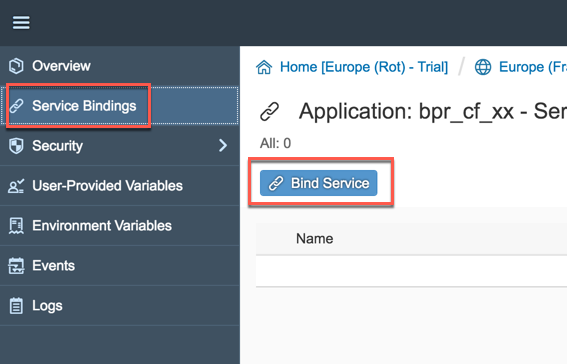 Overview
Service Bindings
Security
User-Provided Variables
Environment Variables
Events
Logs
Home [Europe (Rot) - Trial] / Europe (Fra
Application: bpr_cf_xx - Ser
All: 0
Bind Service
Name